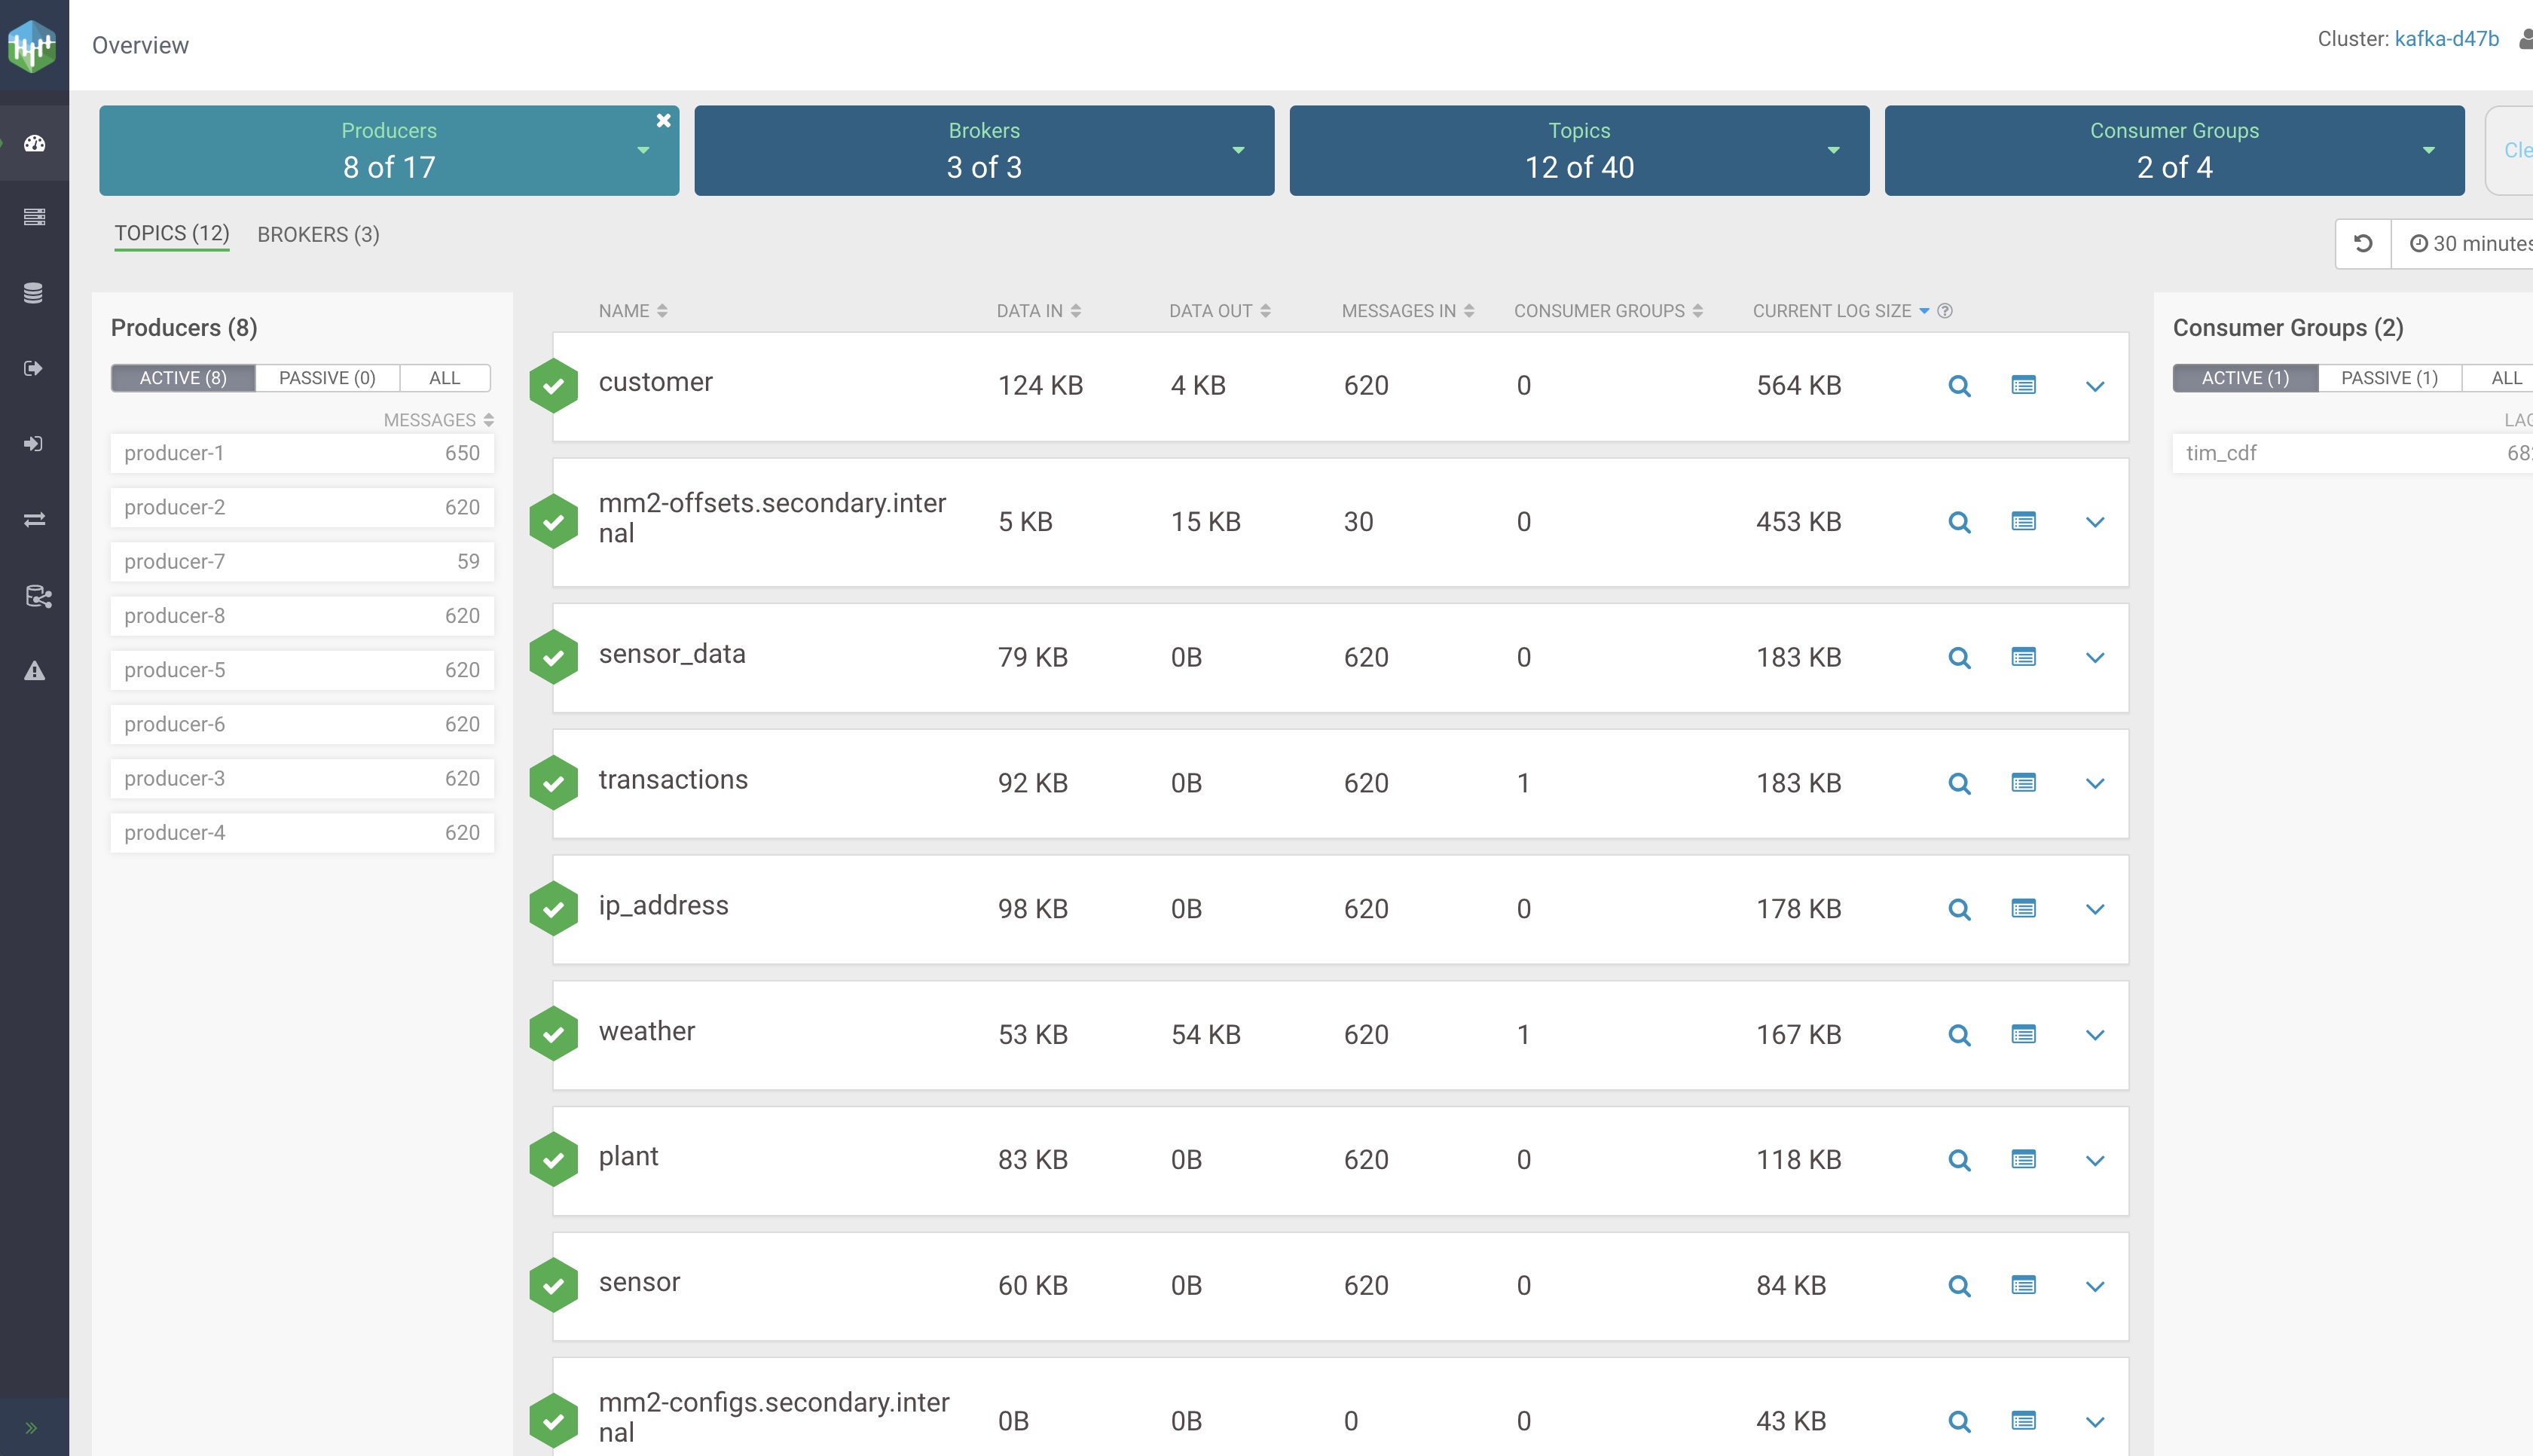 Overview
Cluster: kafka-d47b
Producers
8 of 17
Brokers
3 of 3
Topics
12 of 40
Consumer Groups
2 of 4
TOPICS (12) BROKERS (3)
30 minutes
Producers (8)
ACTIVE (8) PASSIVE (0) ALL
MESSAGES
producer-1 650
producer-2 620
producer-7 59
producer-8 620
producer-5 620
producer-6 620
producer-3 620
producer-4 620
NAME DATA IN DATA OUT MESSAGES IN CONSUMER GROUPS CURRENT LOG SIZE
customer 124 KB 4 KB 620 0 564 KB
mm2-offsets.secondary.inter
nal
5 KB 15 KB 30 0 453 KB
sensor_data 79 KB 0B 620 0 183 KB
transactions 92 KB 0B 620 1 183 KB
ip_address 98 KB 0B 620 0 178 KB
weather 53 KB 54 KB 620 1 167 KB
plant 83 KB 0B 620 0 118 KB
sensor 60 KB 0B 620 0 84 KB
mm2-configs.secondary.inter
nal
0B 0B 0 0 43 KB
Consumer Groups (2)
ACTIVE (1) PASSIVE (1) ALL
tim_cdf